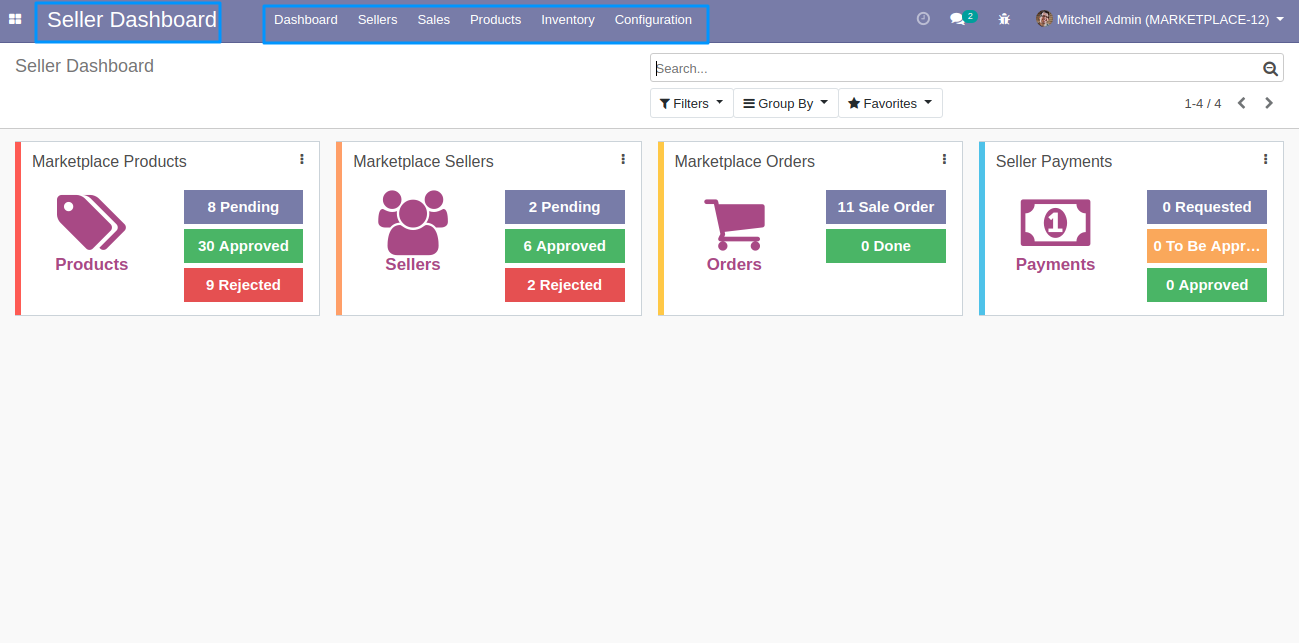 Seller Dashboard Dashboard Sellers Sales Products Inventory Configuration 2 Mitchell Admin (MARKETPLACE-12)
Seller Dashboard
Search...
Filters Group By Favorites 1-4 / 4
Marketplace Products
8 Pending
30 Approved
Products
9 Rejected
Marketplace Sellers
2 Pending
6 Approved
Sellers
2 Rejected
Marketplace Orders
11 Sale Order
0 Done
Orders
Seller Payments
1
0 Requested
0 To Be Appr...
Payments
0 Approved